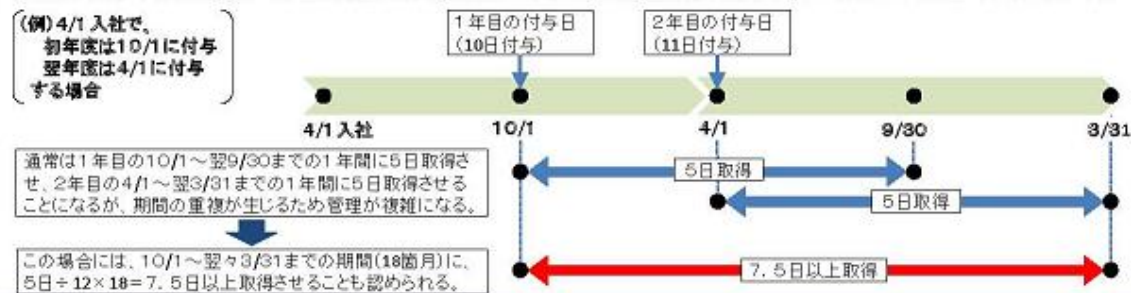 (例)4/1 入社で、
初年度は10/1に付与
翌年度は4/1に付与
する場合
1年目の付与日
(10日付与)
2年目の付与日
(11日付与)
4/1 入社
10/1
4/1
9/30
3/31
通常は1年目の10/1~翌9/30までの1年間に5日取得さ
せ、2年目の4/1~翌3/31までの1年間に5日取得させる
ことになるが、期間の重複が生じるため管理が複雑になる。
5日取得
5日取得
この場合には、10/1~翌々3/31までの期間(18箇月)に、
5日÷12×18=7.5日以上取得させることも認められる。
7.5日以上取得